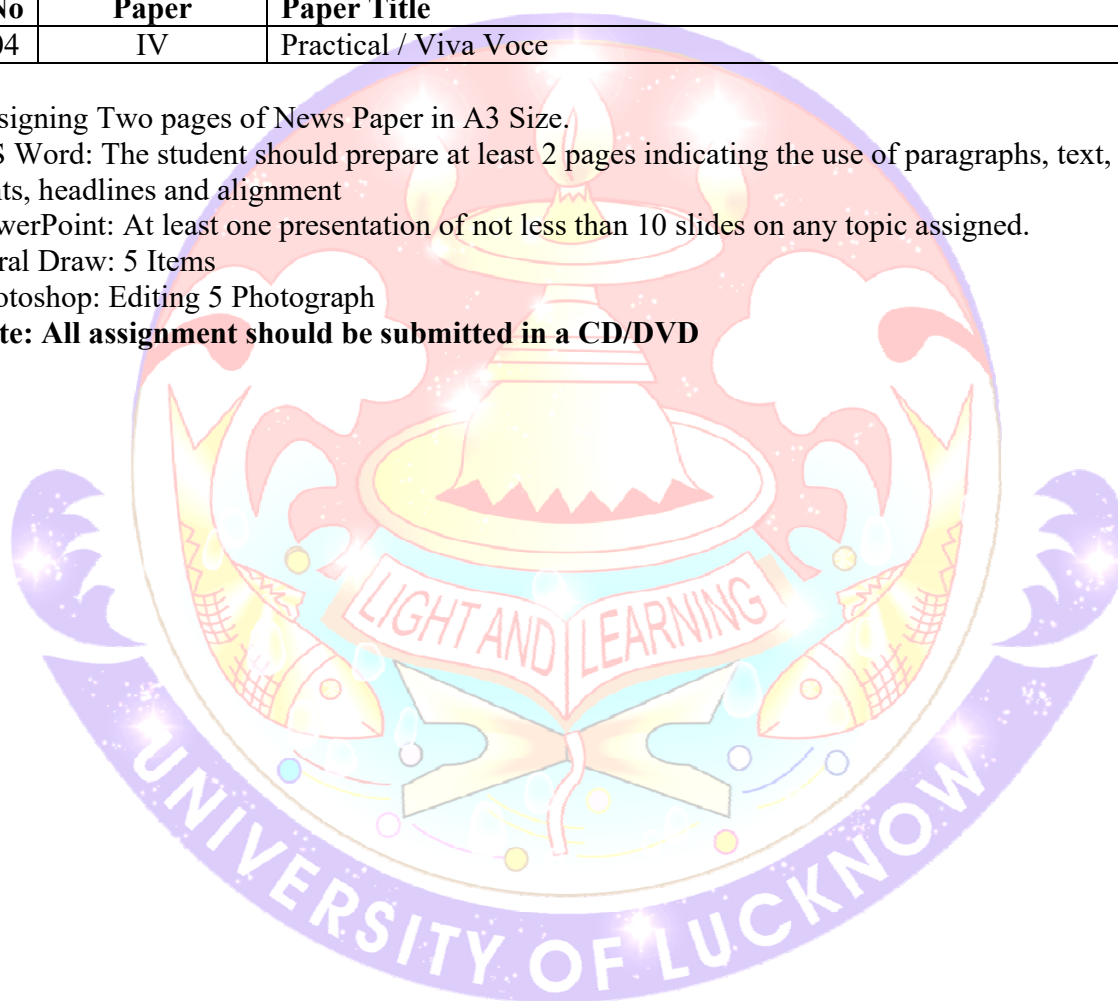 No Paper Paper Title
04 IV Practical / Viva Voce
signing Two pages of News Paper in A3 Size.
S Word: The student should prepare at least 2 pages indicating the use of paragraphs, text,
nts, headlines and alignment
werPoint: At least one presentation of not less than 10 slides on any topic assigned.
ral Draw: 5 Items
otoshop: Editing 5 Photograph
te: All assignment should be submitted in a CD/DVD
LIGHT AND LEARNING
UNIVERSITY OF LUCKNOW